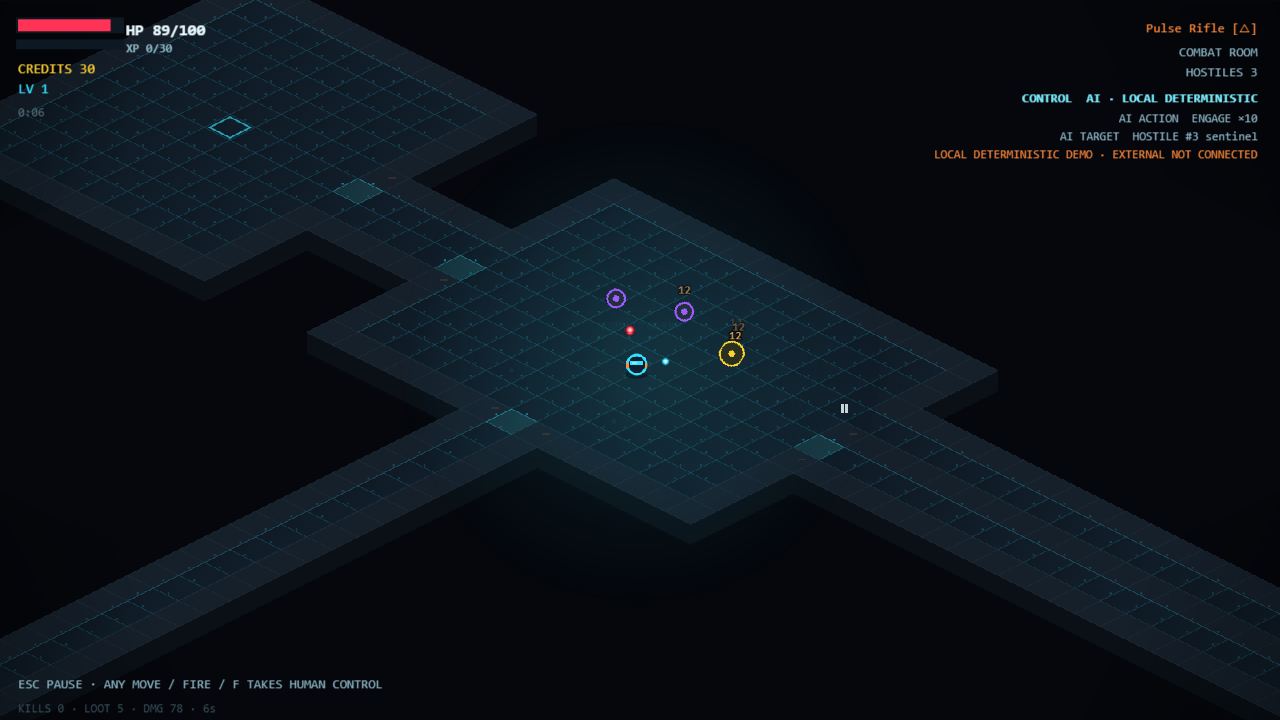 HP 89/100
XP 0/30
CREDITS 30
LV 1
0:06
Pulse Rifle [△]
COMBAT ROOM
HOSTILES 3
CONTROL AI · LOCAL DETERMINISTIC
AI ACTION ENGAGE ×10
AI TARGET HOSTILE #3 sentinel
LOCAL DETERMINISTIC DEMO · EXTERNAL NOT CONNECTED
12
12
12
ESC PAUSE · ANY MOVE / FIRE / F TAKES HUMAN CONTROL
KILLS 0 · LOOT 5 · DMG 78 · 6s